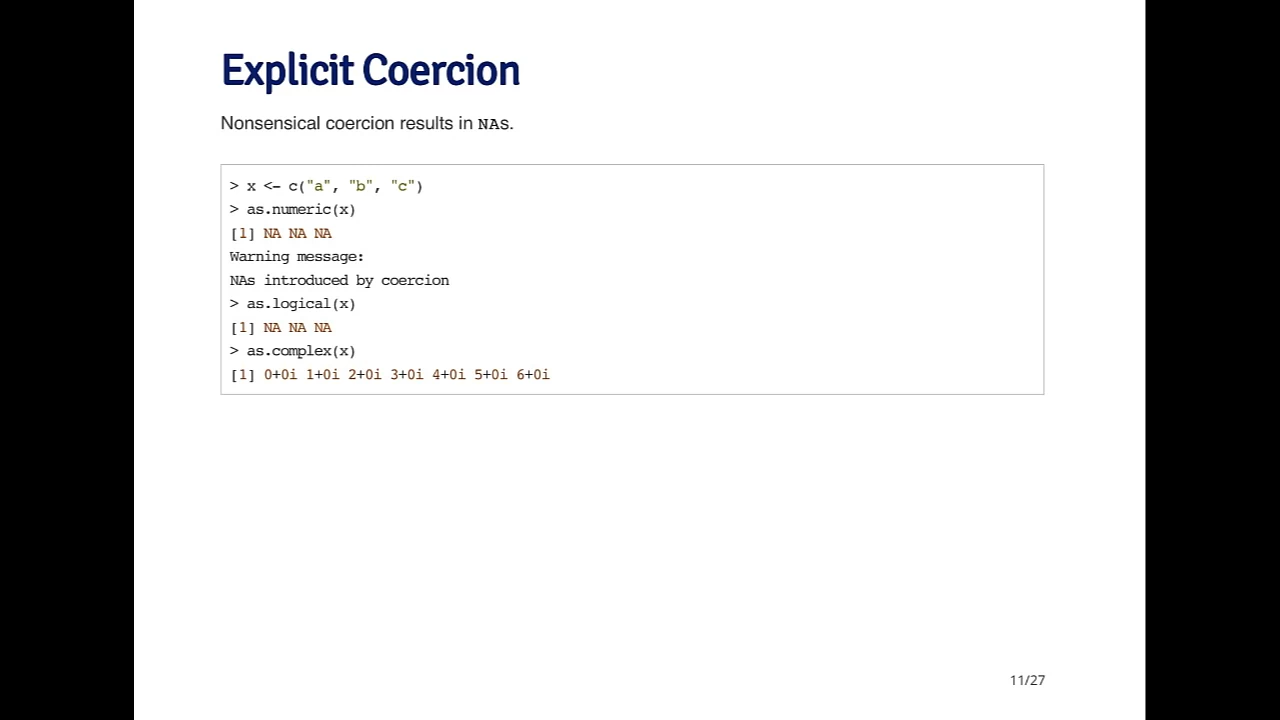 Explicit Coercion
Nonsensical coercion results in NAs.
> x <- c("a", "b", "c")
> as.numeric(x)
[1] NA NA NA
Warning message:
NAs introduced by coercion
> as.logical(x)
[1] NA NA NA
> as.complex(x)
[1] 0+0i 1+0i 2+0i 3+0i 4+0i 5+0i 6+0i
11/27